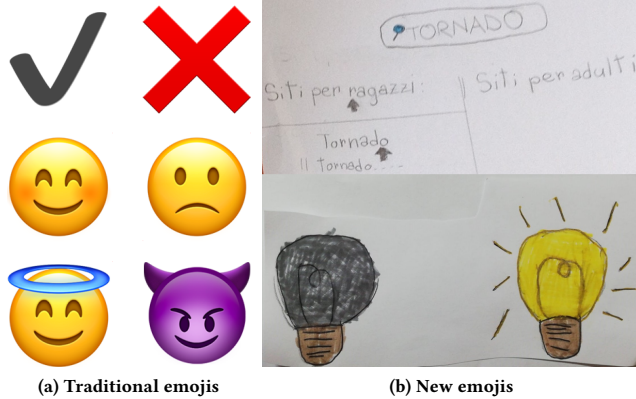 TORNADO
Siti per ragazzi:
Siti per adulti
Tornado
Il Tornado....
(a) Traditional emojis
(b) New emojis